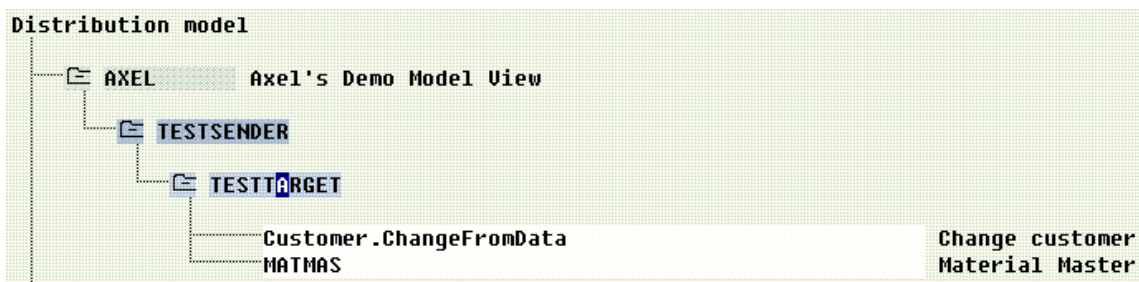 Distribution model
AXEL Axel's Demo Model View
TESTSENDER
TESTTARGET
Customer.ChangeFromData Change customer
MATMAS Material Master